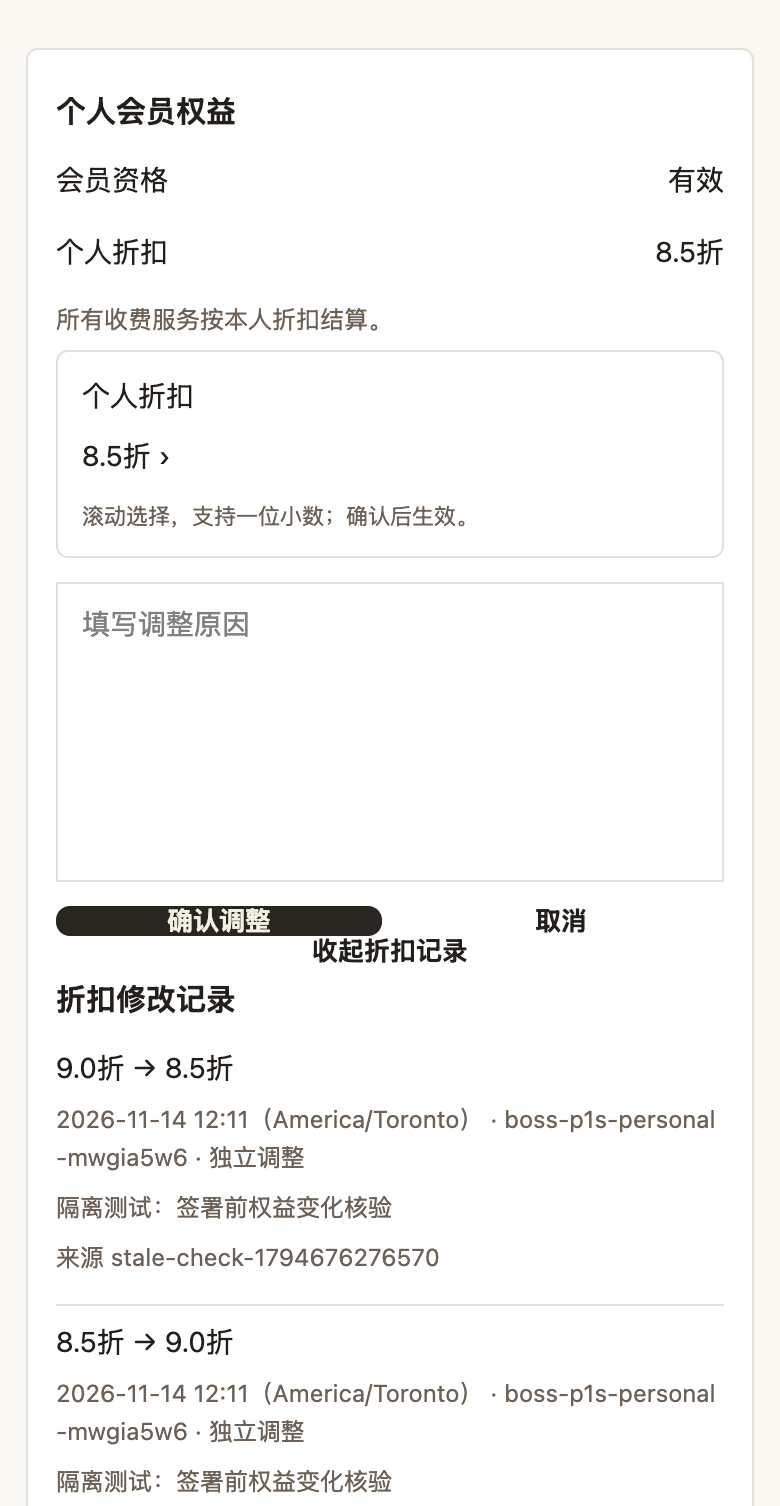 个人会员权益
会员资格 有效
个人折扣 8.5折
所有收费服务按本人折扣结算。
个人折扣
8.5折 ›
滚动选择，支持一位小数；确认后生效。
填写调整原因
确认调整 取消
收起折扣记录
折扣修改记录
9.0折 → 8.5折
2026-11-14 12:11（America/Toronto） · boss-p1s-personal
-mwgia5w6 · 独立调整
隔离测试：签署前权益变化核验
来源 stale-check-1794676276570
8.5折 → 9.0折
2026-11-14 12:11（America/Toronto） · boss-p1s-personal
-mwgia5w6 · 独立调整
隔离测试：签署前权益变化核验